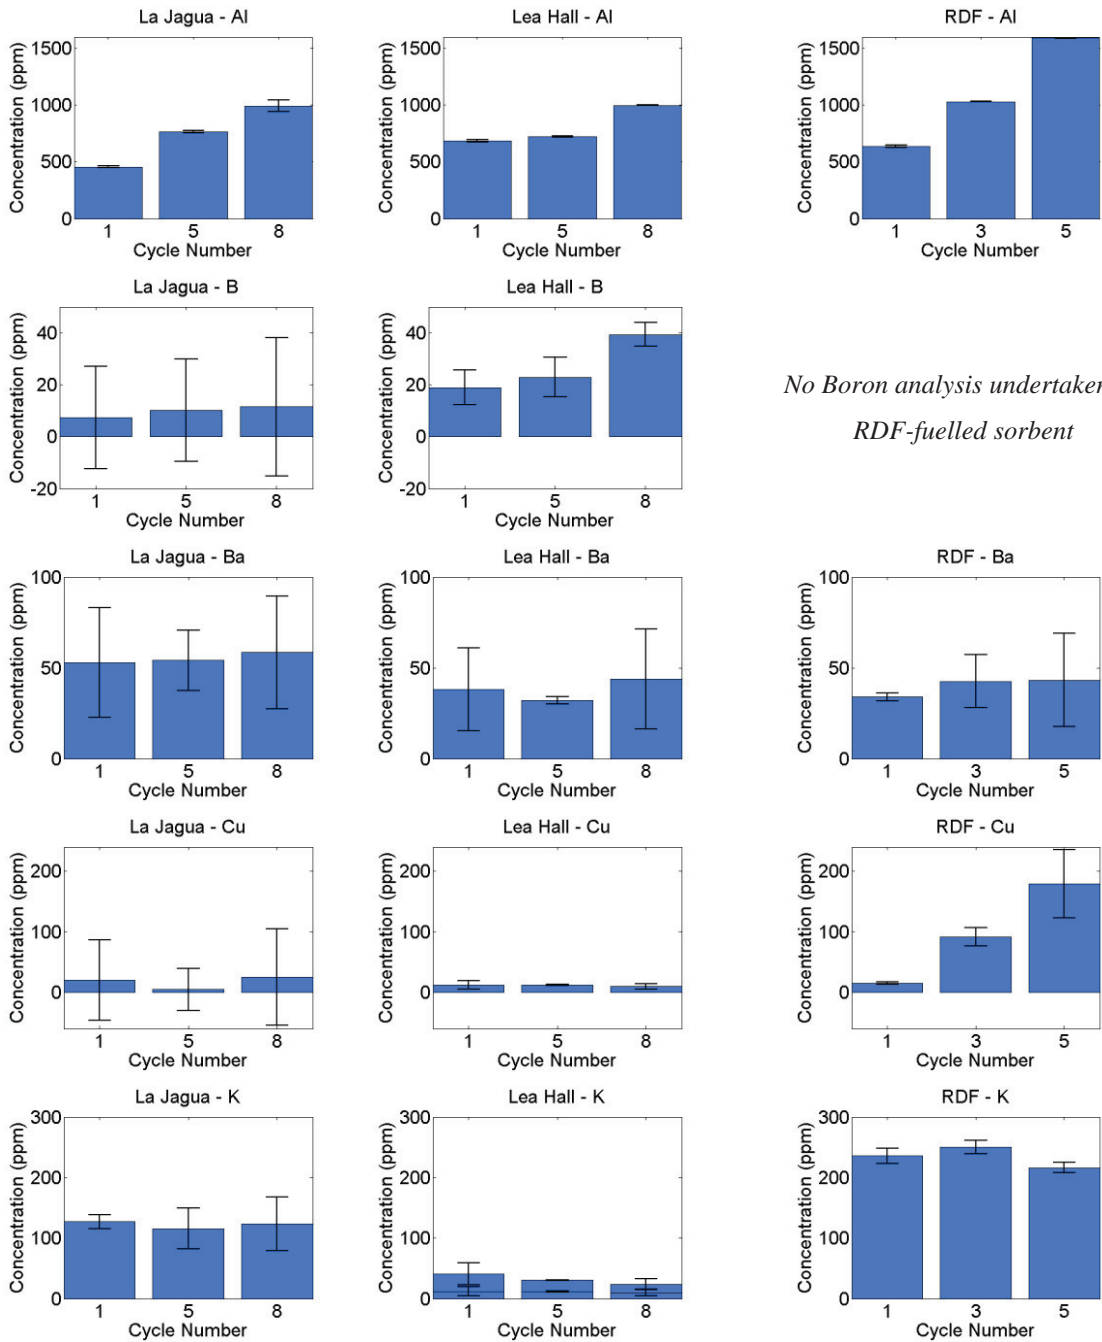 La Jagua - Al
Lea Hall - Al
RDF - Al
Concentration (ppm)
1500
1000
500
0
1 5 8
Cycle Number
Concentration (ppm)
1500
1000
500
0
1 5 8
Cycle Number
Concentration (ppm)
1500
1000
500
0
1 3 5
Cycle Number
La Jagua - B
Lea Hall - B
Concentration (ppm)
40
20
0
-20
1 5 8
Cycle Number
Concentration (ppm)
40
20
0
-20
1 5 8
Cycle Number
No Boron analysis undertaken
RDF-fuelled sorbent
La Jagua - Ba
Lea Hall - Ba
RDF - Ba
Concentration (ppm)
100
50
0
1 5 8
Cycle Number
Concentration (ppm)
100
50
0
1 5 8
Cycle Number
Concentration (ppm)
100
50
0
1 3 5
Cycle Number
La Jagua - Cu
Lea Hall - Cu
RDF - Cu
Concentration (ppm)
200
100
0
1 5 8
Cycle Number
Concentration (ppm)
200
100
0
1 5 8
Cycle Number
Concentration (ppm)
200
100
0
1 3 5
Cycle Number
La Jagua - K
Lea Hall - K
RDF - K
Concentration (ppm)
300
200
100
0
1 5 8
Cycle Number
Concentration (ppm)
300
200
100
0
1 5 8
Cycle Number
Concentration (ppm)
300
200
100
0
1 3 5
Cycle Number